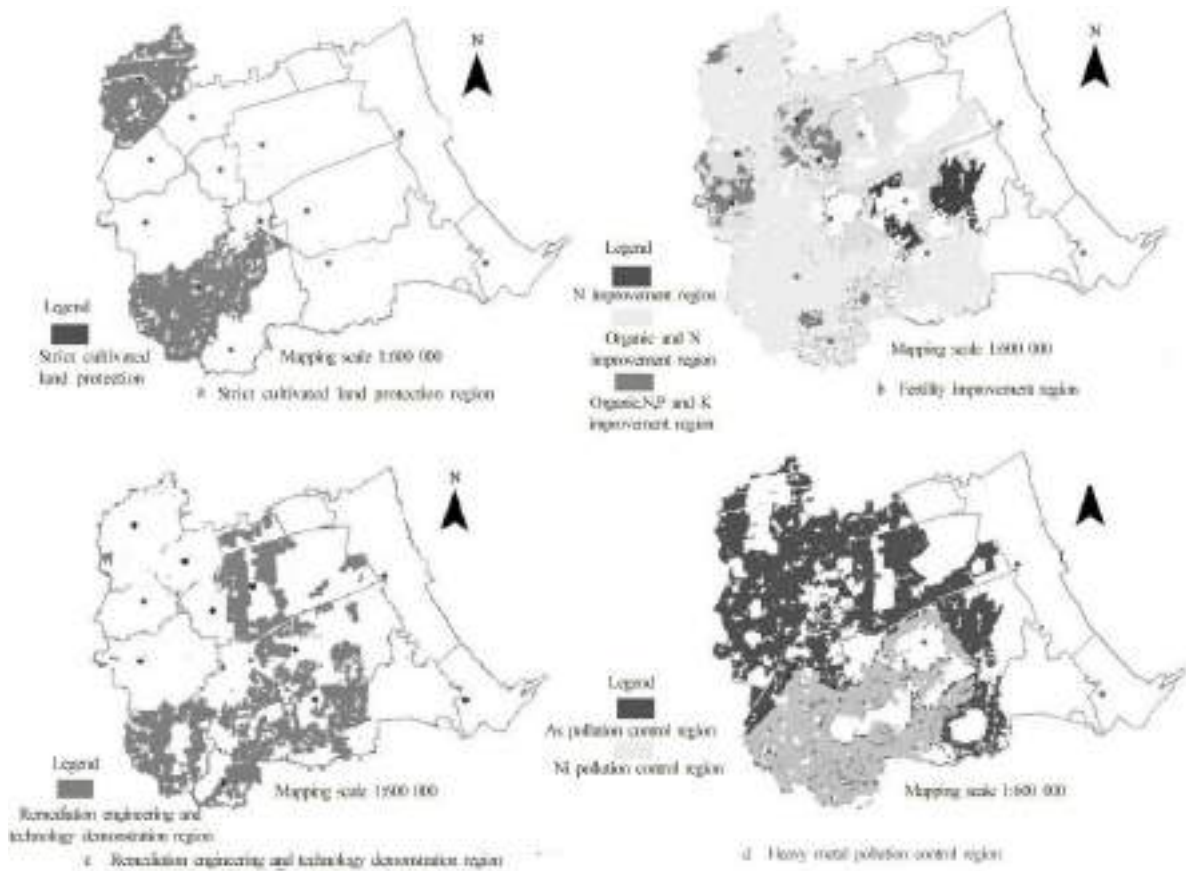 N
Legend
Strict cultivated
land protection
Mapping scale 1:600 000
a Strict cultivated land protection region
N
Legend
N improvement region
Organic and N
improvement region
Organic,N,P and K
improvement region
Mapping scale 1:600 000
b Fertility Improvement region
N
Legend
Remediation engineering and
technology demonstration region
Mapping scale 1:600 000
c Remediation engineering and technology demonstration region
Legend
As pollution control region
Ni pollution control region
Mapping scale 1:600 000
d Heavy metal pollution control region